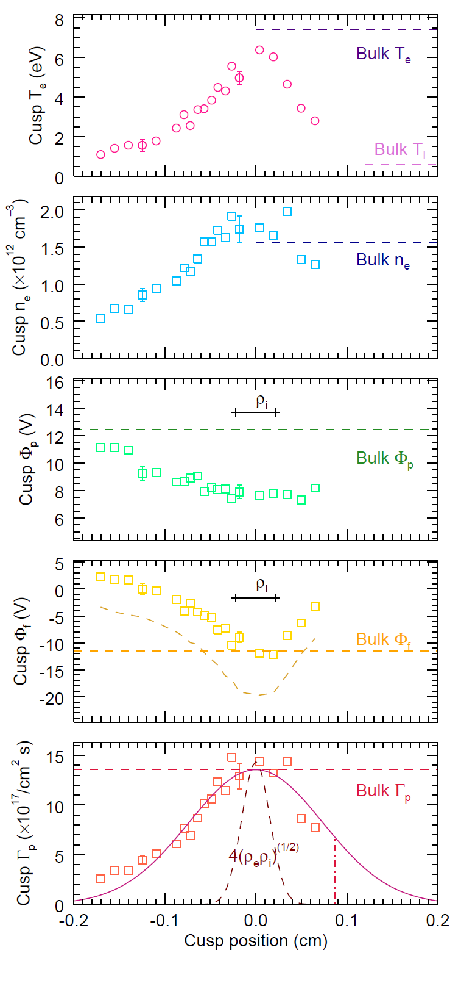 8
6
4
2
0
Cusp Tₑ (eV)
Bulk Tₑ
Bulk Tᵢ
2.0
1.5
1.0
0.5
0.0
Cusp nₑ (×10¹² cm⁻³)
Bulk nₑ
16
14
12
10
8
6
Cusp Φₚ (V)
ρᵢ
Bulk Φₚ
5
0
-5
-10
-15
-20
Cusp Φf (V)
ρᵢ
Bulk Φf
15
10
5
0
Cusp Γₚ (×10¹⁷/cm² s)
Bulk Γₚ
4(ρₑρᵢ)⁽¹/²⁾
-0.2 -0.1 0.0 0.1 0.2
Cusp position (cm)